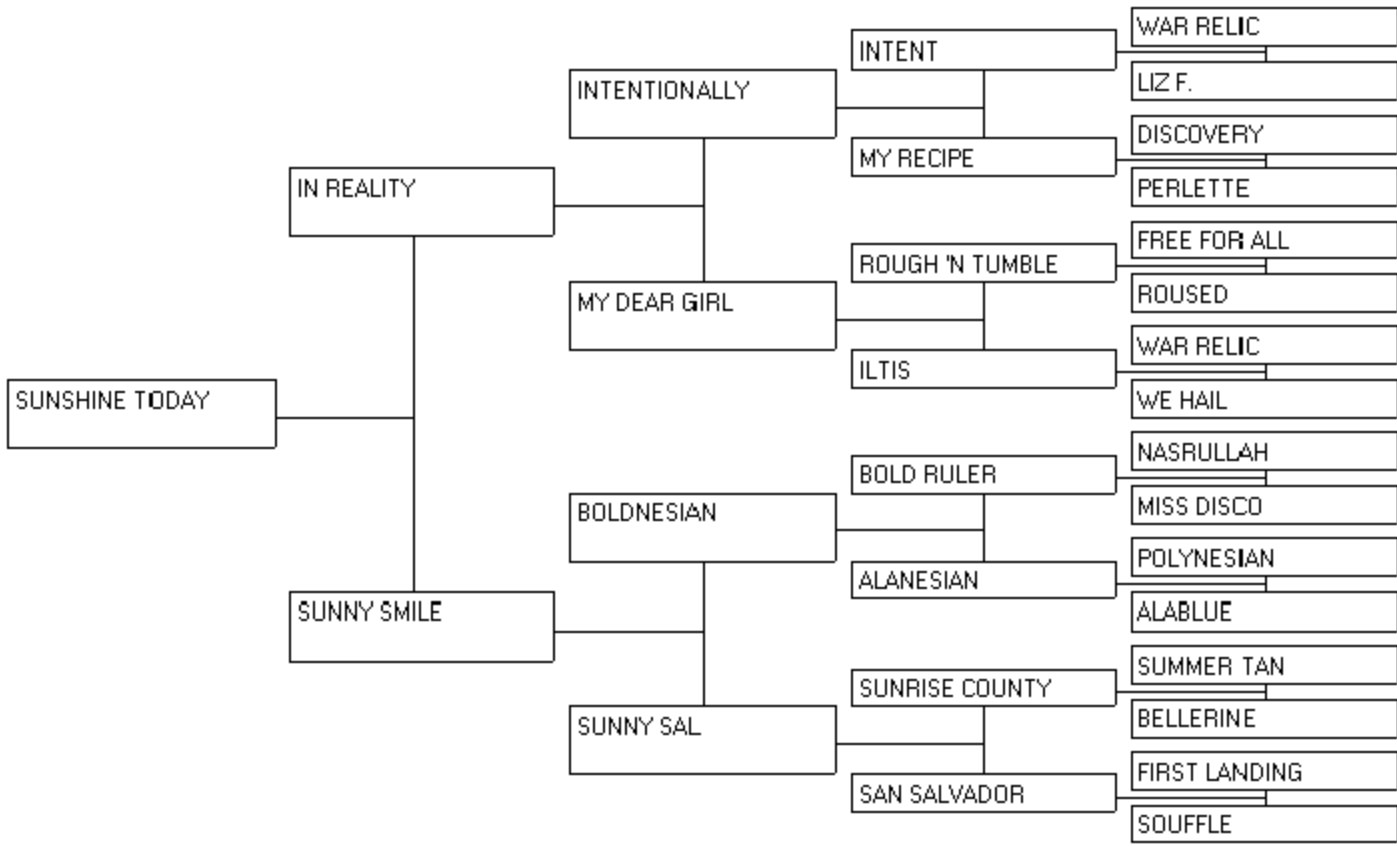 WAR RELIC
INTENT
LIZ F.
INTENTIONALLY
DISCOVERY
MY RECIPE
PERLETTE
IN REALITY
FREE FOR ALL
ROUGH 'N TUMBLE
ROUSED
MY DEAR GIRL
WAR RELIC
ILTIS
WE HAIL
SUNSHINE TODAY
NASRULLAH
BOLD RULER
MISS DISCO
BOLDNESIAN
POLYNESIAN
ALANESIAN
ALABLUE
SUNNY SMILE
SUMMER TAN
SUNRISE COUNTY
BELLERINE
SUNNY SAL
FIRST LANDING
SAN SALVADOR
SOUFFLE